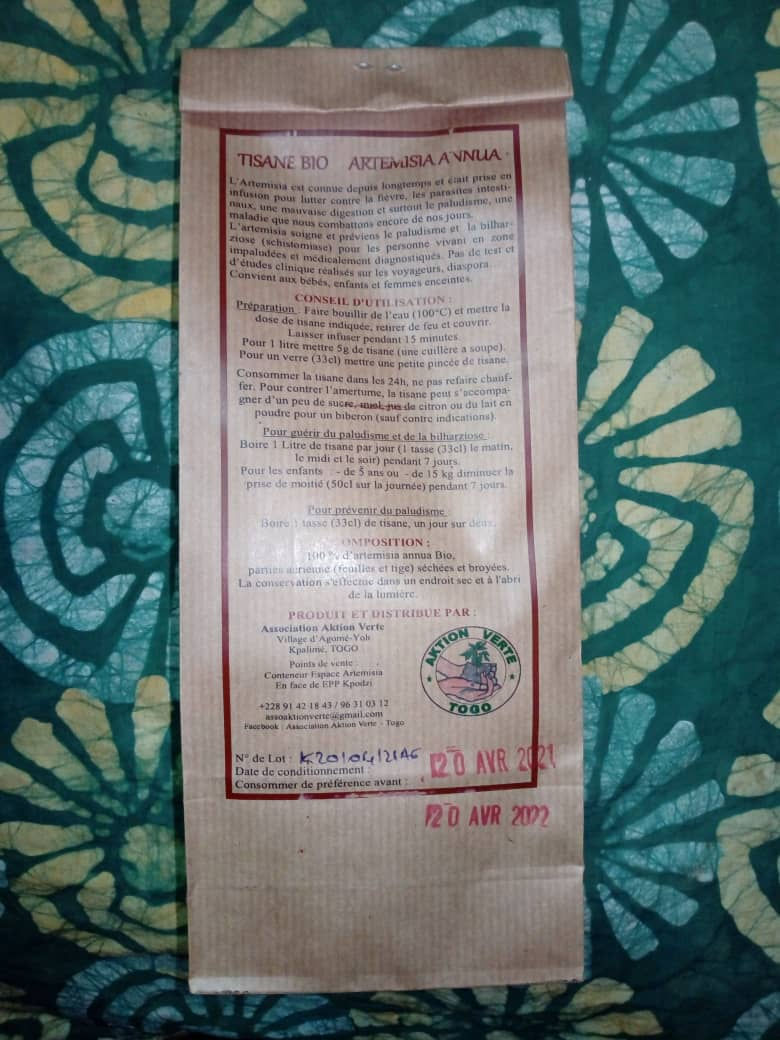 TISANE BIO ARTEMISIA ANNUA
L'Artemisia est connue depuis longtemps et était prise en
infusion pour lutter contre la fièvre, les parasites intesti-
naux, une mauvaise digestion et surtout le paludisme, une
maladie que nous combattons encore de nos jours.
L'artemisia soigne et préviens le paludisme et la bilhar-
ziose (schistomiase) pour les personne vivant en zone
impaludées et médicalement diagnostiqués. Pas de test et
d'études clinique réalisés sur les voyageurs, diaspora.
Convient aux bébés, enfants et femmes enceintes.
CONSEIL D'UTILISATION :
Préparation : Faire bouillir de l'eau (100°C) et mettre la
dose de tisane indiquée, retirer de feu et couvrir.
Laisser infuser pendant 15 minutes.
Pour 1 litre mettre 5g de tisane (une cuillère a soupe).
Pour un verre (33cl) mettre une petite pincée de tisane.
Consommer la tisane dans les 24h, ne pas refaire chauf-
fer. Pour contrer l'amertume, la tisane peut s'accompa-
gner d'un peu de sucre, miel, jus de citron ou du lait en
poudre pour un biberon (sauf contre indications).
Pour guérir du paludisme et de la bilharziose :
Boire 1 Litre de tisane par jour (1 tasse (33cl) le matin,
le midi et le soir) pendant 7 jours.
Pour les enfants : - de 5 ans ou - de 15 kg diminuer la
prise de moitié (50cl sur la journée) pendant 7 jours.
Pour prévenir du paludisme
Boire 1 tasse (33cl) de tisane, un jour sur deux.
COMPOSITION :
100 % d'artemisia annua Bio,
parties aérienne (feuilles et tige) séchées et broyées.
La conservation s'effectue dans un endroit sec et à l'abri
de la lumière.
PRODUIT ET DISTRIBUE PAR :
Association Aktion Verte
Village d'Agomé-Yoh
Kpalimé, TOGO
Points de vente :
Conteneur Espace Artemisia
En face de EPP Kpodzi
+228 91 42 18 43 / 96 31 03 12
assoaktionverte@gmail.com
Facebook : Association Aktion Verte - Togo
AKTION VERTE
TOGO
N° de Lot : K20/04/21AG
Date de conditionnement : 20 AVR 2021
Consommer de préférence avant :
20 AVR 2022